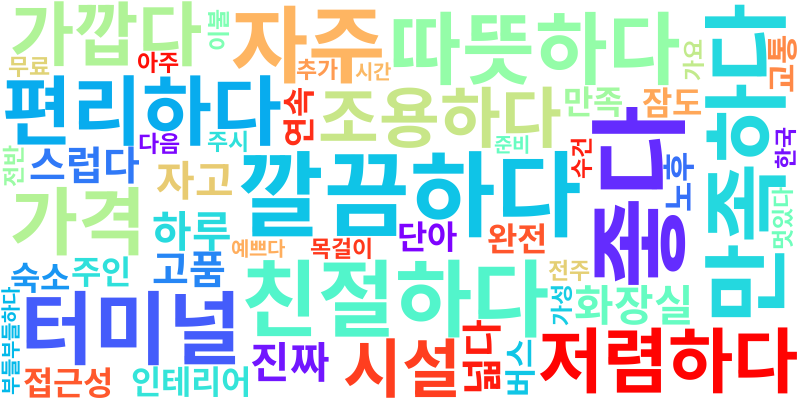 가깝다
이불
자주
따뜻하다
가요
만족하다
교통
무료
아주
추가
시간
편리하다
연속
조용하다
만족
잠도
좋다
한국
전반
스럽다
다음
주시
준비
수건
노후
자고
깔끔하다
가격
하루
단아
완전
멋있다
예쁘다
목걸이
숙소
주인
고품
친절하다
전주
가성
화장실
부들부들하다
터미널
진짜
시설
넓다
버스
저렴하다
접근성
인테리어